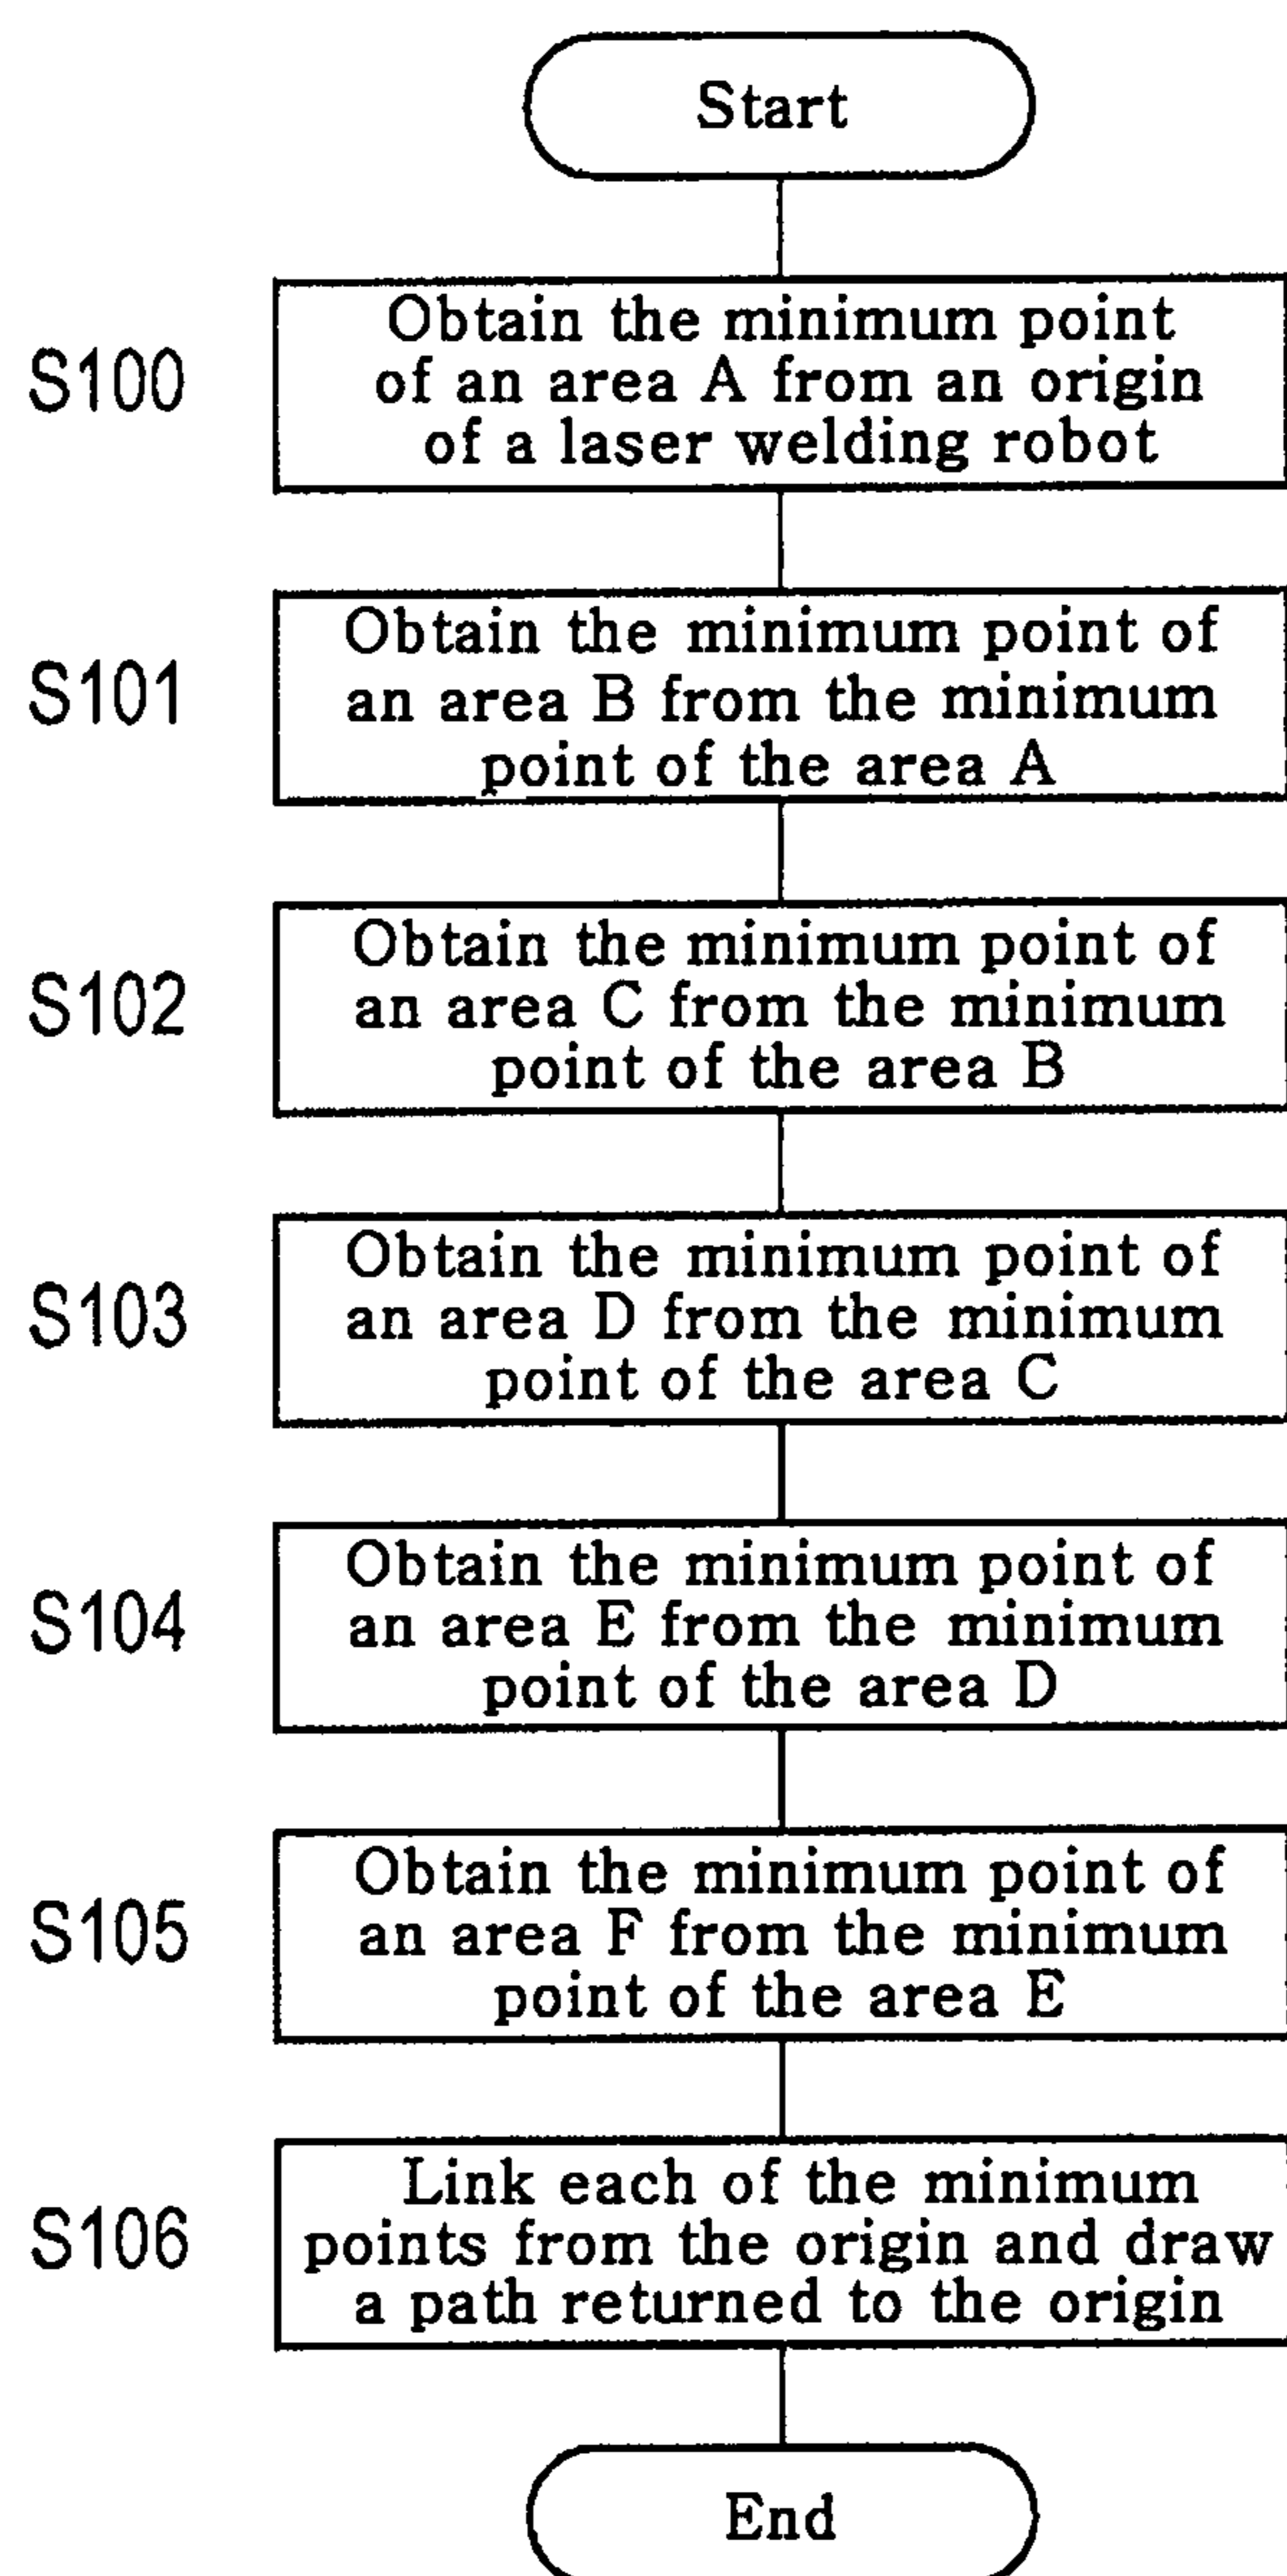 Start
S100
Obtain the minimum point
of an area A from an origin
of a laser welding robot
S101
Obtain the minimum point of
an area B from the minimum
point of the area A
S102
Obtain the minimum point of
an area C from the minimum
point of the area B
S103
Obtain the minimum point of
an area D from the minimum
point of the area C
S104
Obtain the minimum point of
an area E from the minimum
point of the area D
S105
Obtain the minimum point of
an area F from the minimum
point of the area E
S106
Link each of the minimum
points from the origin and draw
a path returned to the origin
End